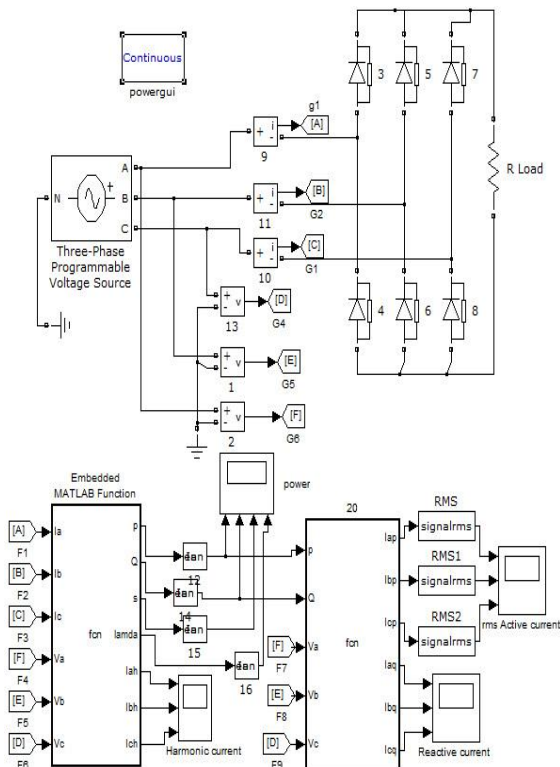 Continuous
powergui
g1
[A]
9
3
5
7
R Load
A
N
B
C
Three-Phase
Programmable
Voltage Source
[B]
11
G2
[C]
10
G1
[D]
13
G4
4
6
8
[E]
1
G5
[F]
2
G6
Embedded
MATLAB Function
power
20
[A]
F1
[B]
F2
[C]
F3
[F]
F4
[E]
F5
[D]
F6
Ia
Ib
Ic
Va
Vb
Vc
fcn
p
Q
s
lamda
Iah
Ibh
Ich
12
14
15
16
Harmonic current
[F]
F7
[E]
F8
[D]
F9
p
Q
Va
Vb
Vc
fcn
Iap
Ibp
Icp
Iaq
Ibq
Icq
RMS
signalrms
RMS1
signalrms
RMS2
signalrms
rms Active current
Reactive current